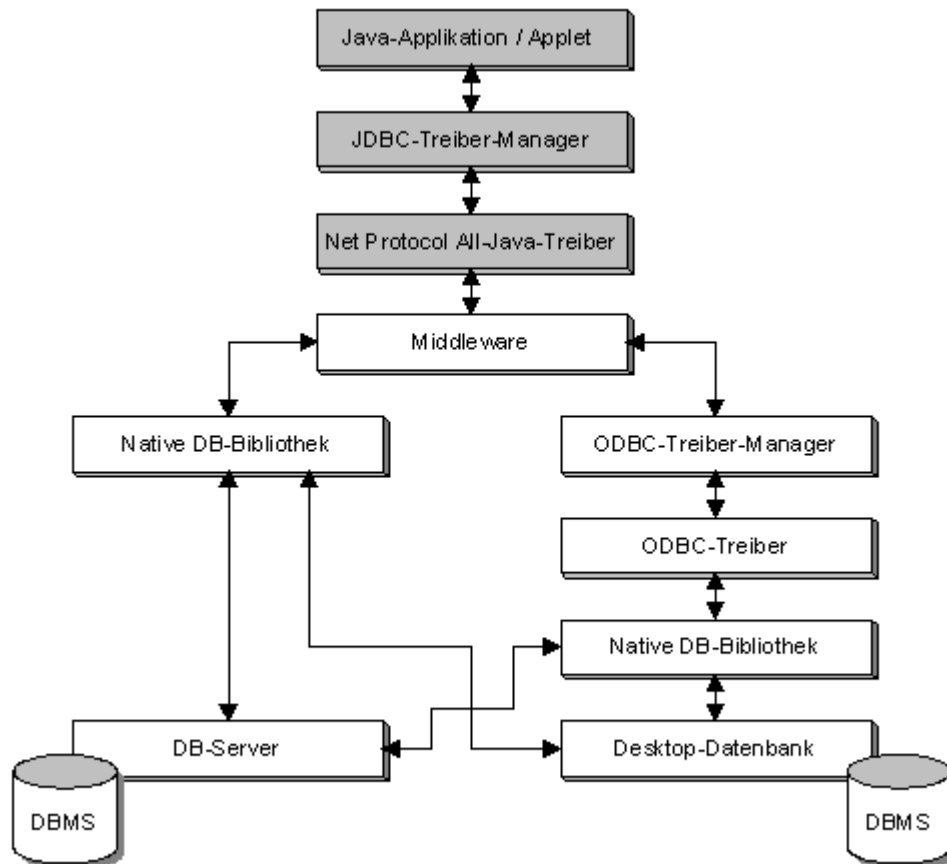 Java-Applikation / Applet
JDBC-Treiber-Manager
Net Protocol All-Java-Treiber
Middleware
Native DB-Bibliothek
ODBC-Treiber-Manager
ODBC-Treiber
Native DB-Bibliothek
DB-Server
Desktop-Datenbank
DBMS
DBMS